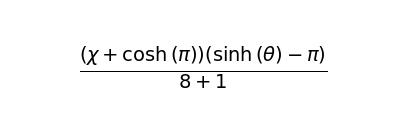 (χ + cosh (π))(sinh (θ) − π)
8 + 1